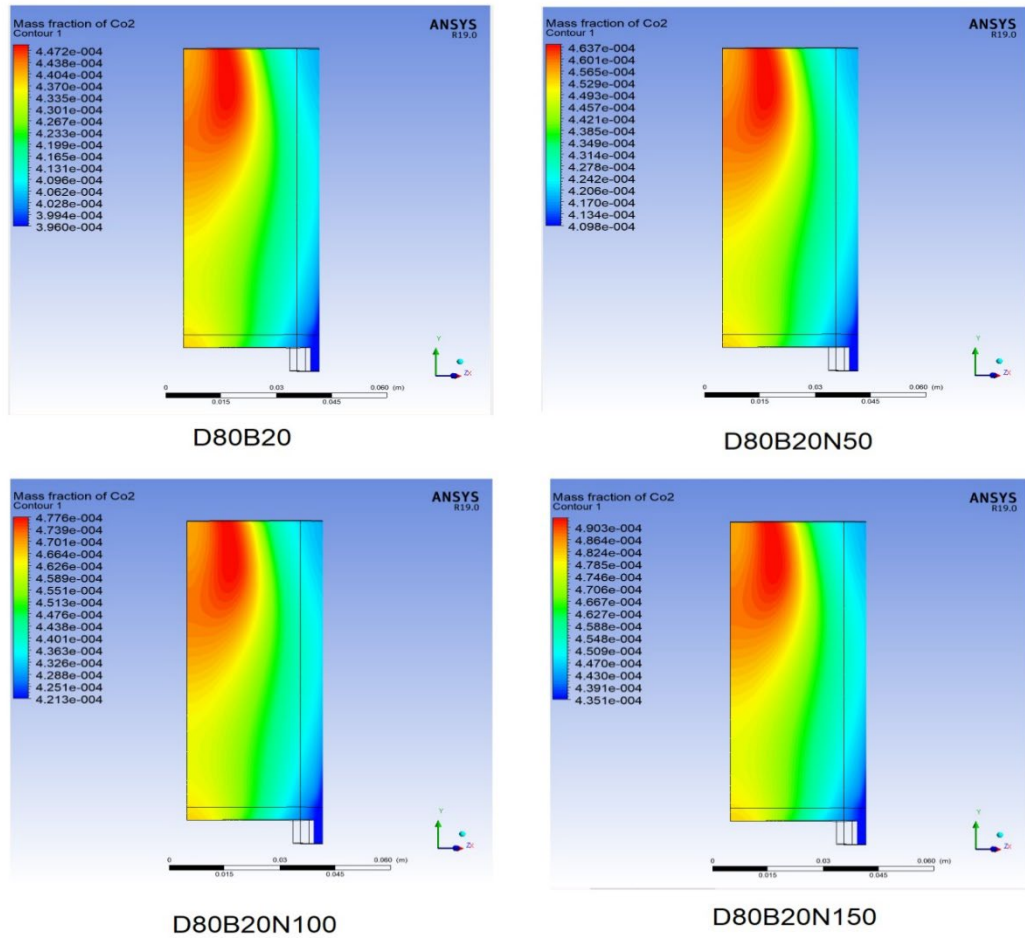 Mass fraction of Co2
Contour 1
4.472e-004
4.438e-004
4.404e-004
4.370e-004
4.335e-004
4.301e-004
4.267e-004
4.233e-004
4.199e-004
4.165e-004
4.131e-004
4.096e-004
4.062e-004
4.028e-004
3.994e-004
3.960e-004
ANSYS
R19.0
Y
ZX
0 0.03 0.060 (m)
0.015 0.045
D80B20
Mass fraction of Co2
Contour 1
4.637e-004
4.601e-004
4.565e-004
4.529e-004
4.493e-004
4.457e-004
4.421e-004
4.385e-004
4.349e-004
4.314e-004
4.278e-004
4.242e-004
4.206e-004
4.170e-004
4.134e-004
4.098e-004
ANSYS
R19.0
Y
ZX
0 0.03 0.060 (m)
0.015 0.045
D80B20N50
Mass fraction of Co2
Contour 1
4.776e-004
4.739e-004
4.701e-004
4.664e-004
4.626e-004
4.589e-004
4.551e-004
4.513e-004
4.476e-004
4.438e-004
4.401e-004
4.363e-004
4.326e-004
4.288e-004
4.251e-004
4.213e-004
ANSYS
R19.0
Y
ZX
0 0.03 0.060 (m)
0.015 0.045
D80B20N100
Mass fraction of Co2
Contour 1
4.903e-004
4.864e-004
4.824e-004
4.785e-004
4.746e-004
4.706e-004
4.667e-004
4.627e-004
4.588e-004
4.548e-004
4.509e-004
4.470e-004
4.430e-004
4.391e-004
4.351e-004
ANSYS
R19.0
Y
ZX
0 0.03 0.060 (m)
0.015 0.045
D80B20N150